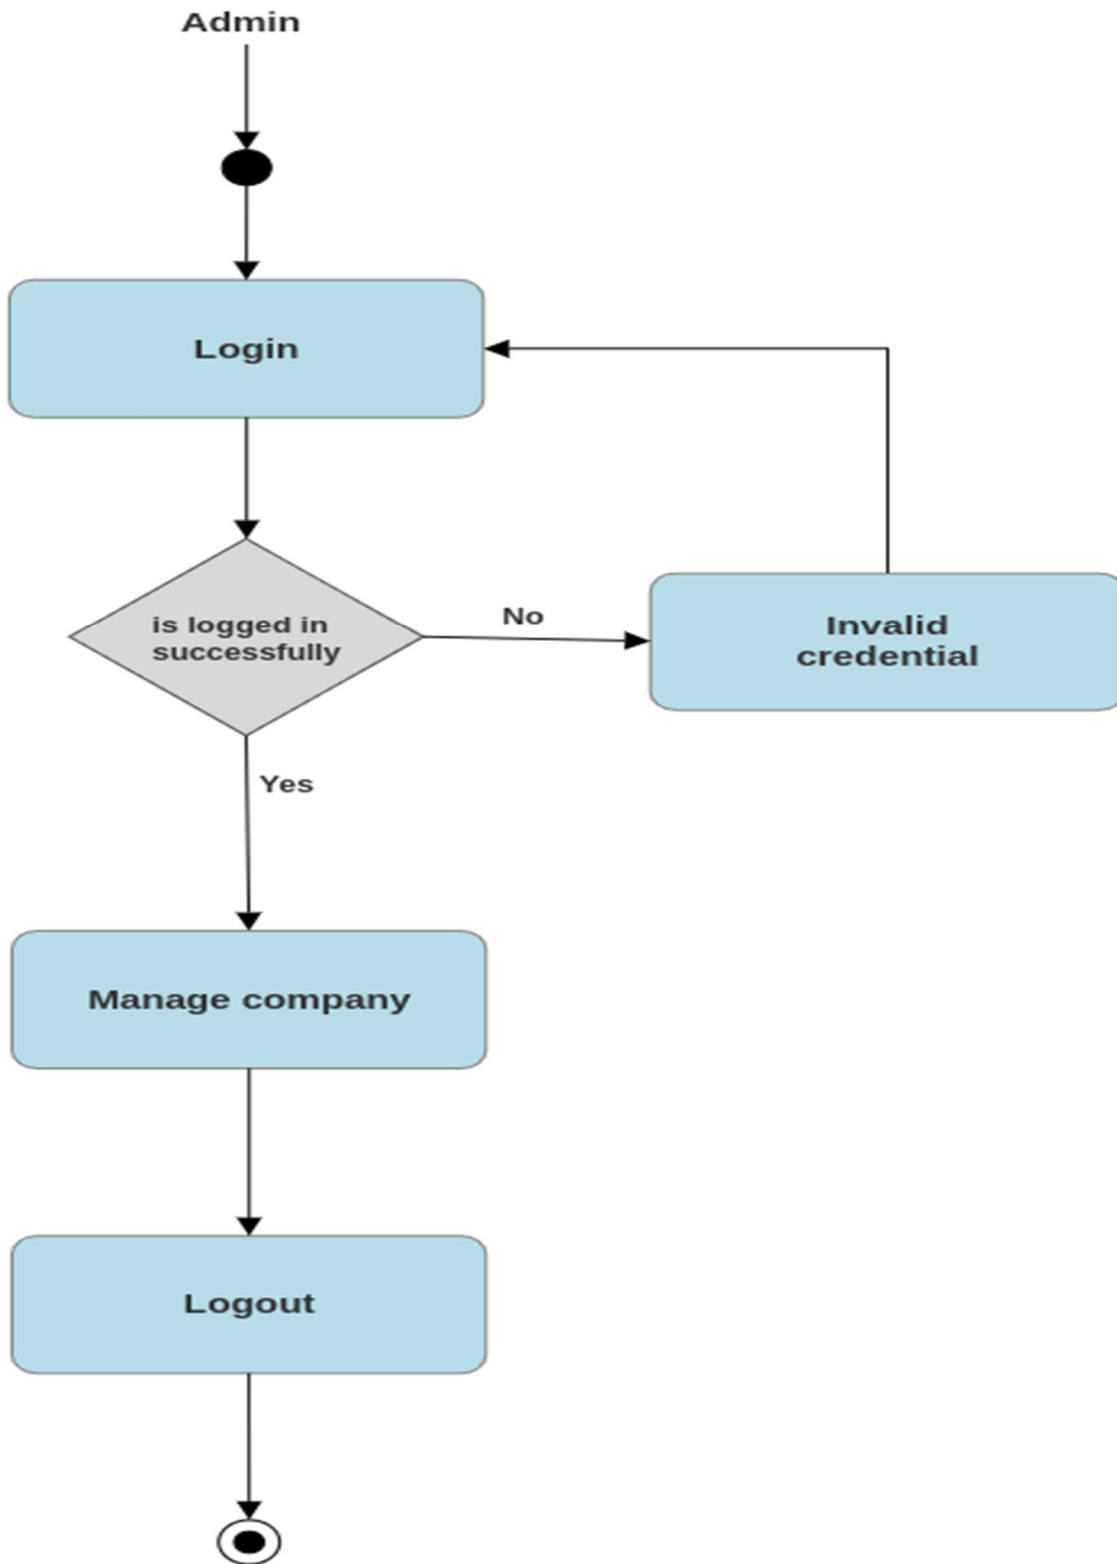 Admin
Login
is logged in
successfully
No
Invalid
credential
Yes
Manage company
Logout